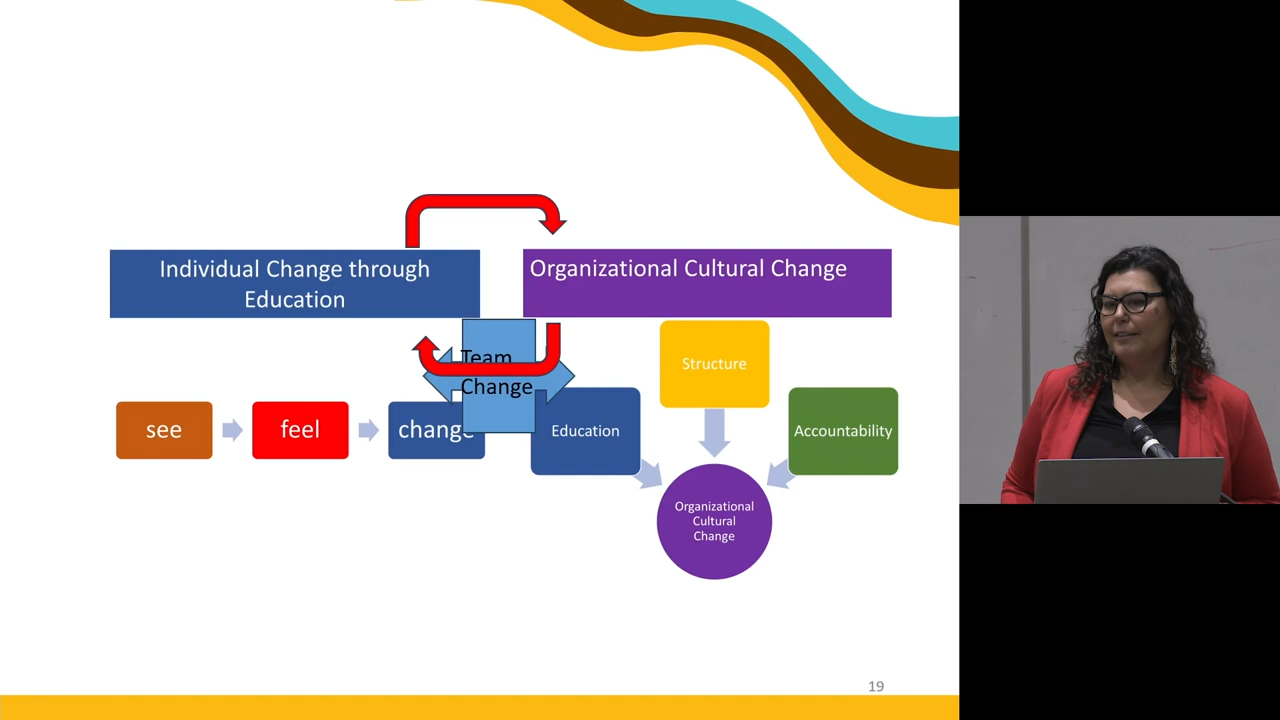 Individual Change through
Education
Organizational Cultural Change
Team
Change
Structure
see
feel
change
Education
Accountability
Organizational
Cultural
Change
19